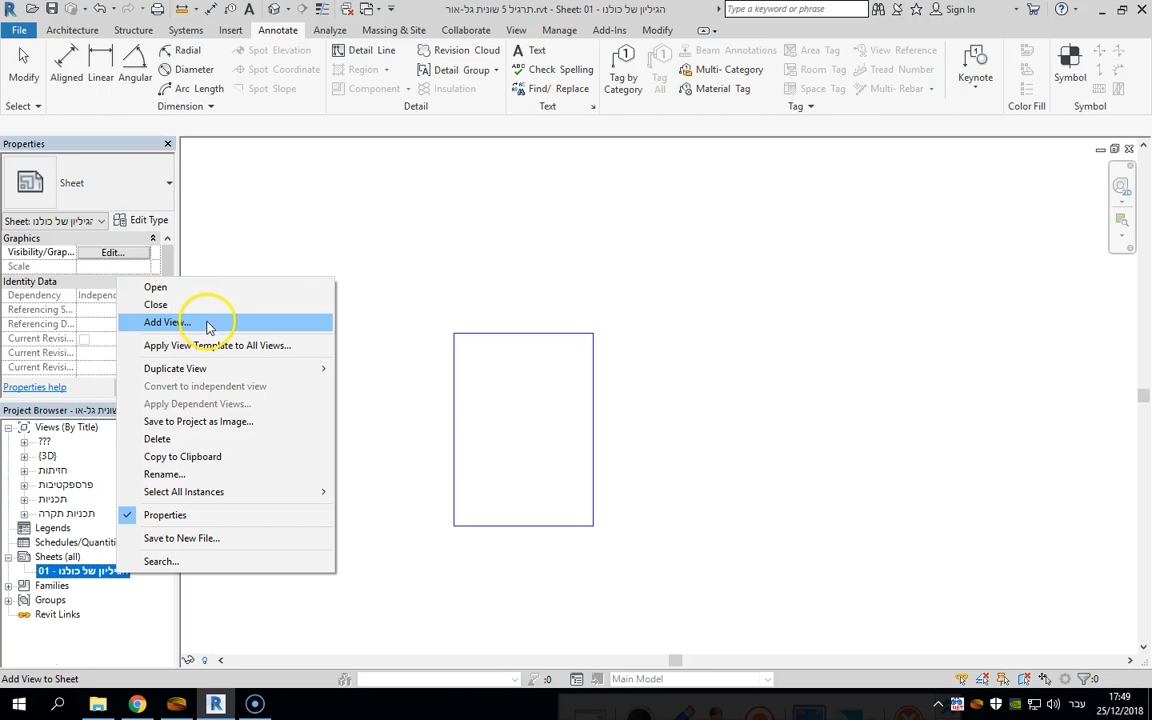 תרגיל 5 שונית גל-אור.rvt - Sheet: 01 - הגיליון של כולנו
Type a keyword or phrase
Sign In
File
Architecture
Structure
Systems
Insert
Annotate
Analyze
Massing & Site
Collaborate
View
Manage
Add-Ins
Modify
Modify
Aligned
Linear
Angular
Radial
Diameter
Arc Length
Spot Elevation
Spot Coordinate
Spot Slope
Detail Line
Region
Component
Revision Cloud
Detail Group
Insulation
Text
Check Spelling
Find/ Replace
Tag by
Category
Tag
All
Multi- Category
Material Tag
Beam Annotations
Area Tag
Room Tag
Space Tag
View Reference
Tread Number
Multi- Rebar
Keynote
Symbol
Select
Dimension
Detail
Text
Tag
Color Fill
Symbol
Properties
Sheet
Sheet: הגיליון של כולנו
Edit Type
Graphics
Visibility/Grap...
Edit...
Scale
Identity Data
Dependency
Indepenc
Referencing S...
Referencing D...
Current Revisi...
Current Revisi...
Current Revisi...
Properties help
Open
Close
Add View...
Apply View Template to All Views...
Duplicate View
Convert to independent view
Apply Dependent Views...
Save to Project as Image...
Delete
Copy to Clipboard
Rename...
Select All Instances
Properties
Save to New File...
Search...
Project Browser - שונית גל-או
Views (By Title)
???
{3D}
חזיתות
פרספקטיבות
תכניות
תכניות תקרה
Legends
Schedules/Quantiti
Sheets (all)
01 - הגיליון של כולנו
Families
Groups
Revit Links
Add View to Sheet
:0
Main Model
:0
עבר
17:49
25/12/2018